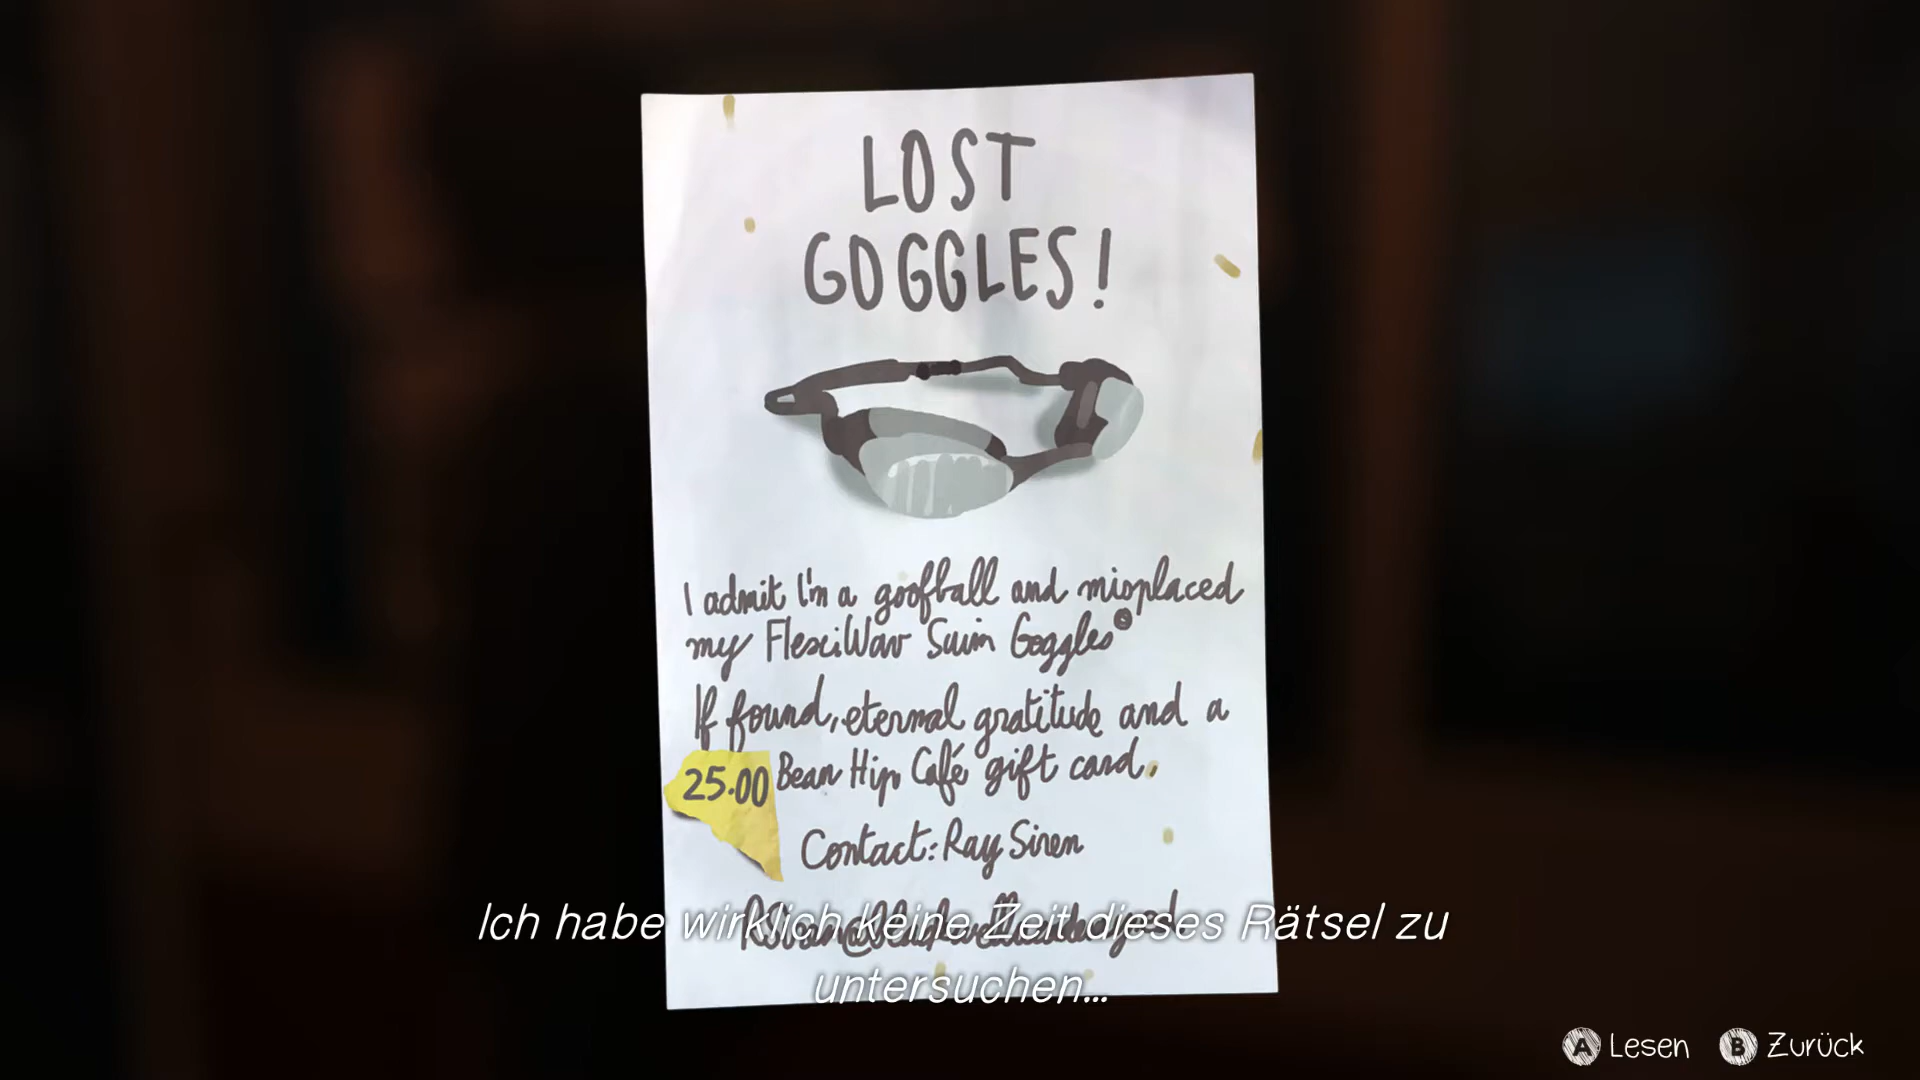 LOST
GOGGLES!
I admit I'm a goofball and misplaced
my FlexiWav Swim Goggles©
If found, eternal gratitude and a
25.00 Bean Hip Café gift card.
Contact: Ray Siren
Ich habe wirklich keine Zeit dieses Rätsel zu
untersuchen...
A Lesen B Zurück